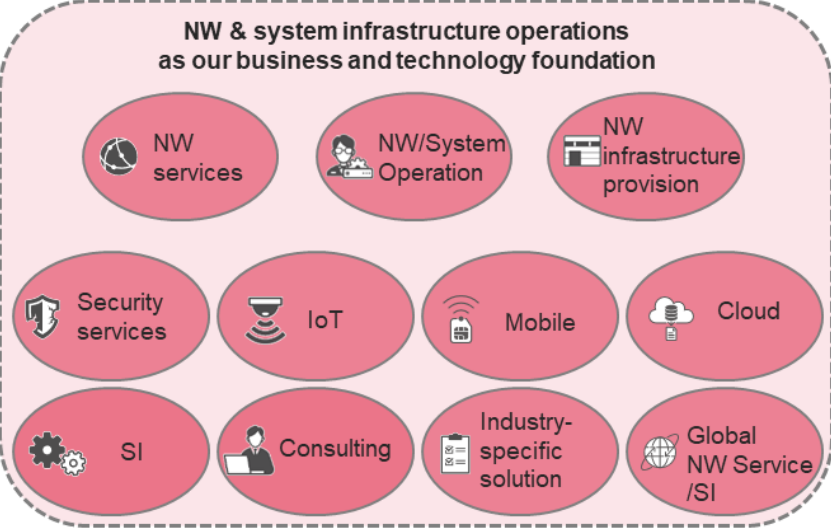 NW & system infrastructure operations
as our business and technology foundation
NW
services
NW/System
Operation
NW
infrastructure
provision
Security
services
IoT
Mobile
Cloud
SI
Consulting
Industry-
specific
solution
Global
NW Service
/SI